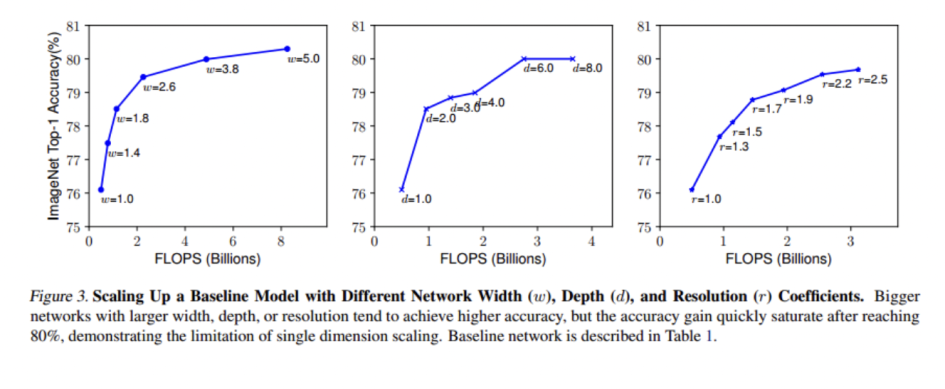 ImageNet Top-1 Accuracy(%)
81
80
79
78
77
76
75
w=1.0
w=1.4
w=1.8
w=2.6
w=3.8
w=5.0
0 2 4 6 8
FLOPS (Billions)
81
80
79
78
77
76
75
d=1.0
d=2.0
d=3.0
d=4.0
d=6.0
d=8.0
0 1 2 3 4
FLOPS (Billions)
81
80
79
78
77
76
75
r=1.0
r=1.3
r=1.5
r=1.7
r=1.9
r=2.2
r=2.5
0 1 2 3
FLOPS (Billions)
Figure 3. Scaling Up a Baseline Model with Different Network Width (w), Depth (d), and Resolution (r) Coefficients. Bigger
networks with larger width, depth, or resolution tend to achieve higher accuracy, but the accuracy gain quickly saturate after reaching
80%, demonstrating the limitation of single dimension scaling. Baseline network is described in Table 1.